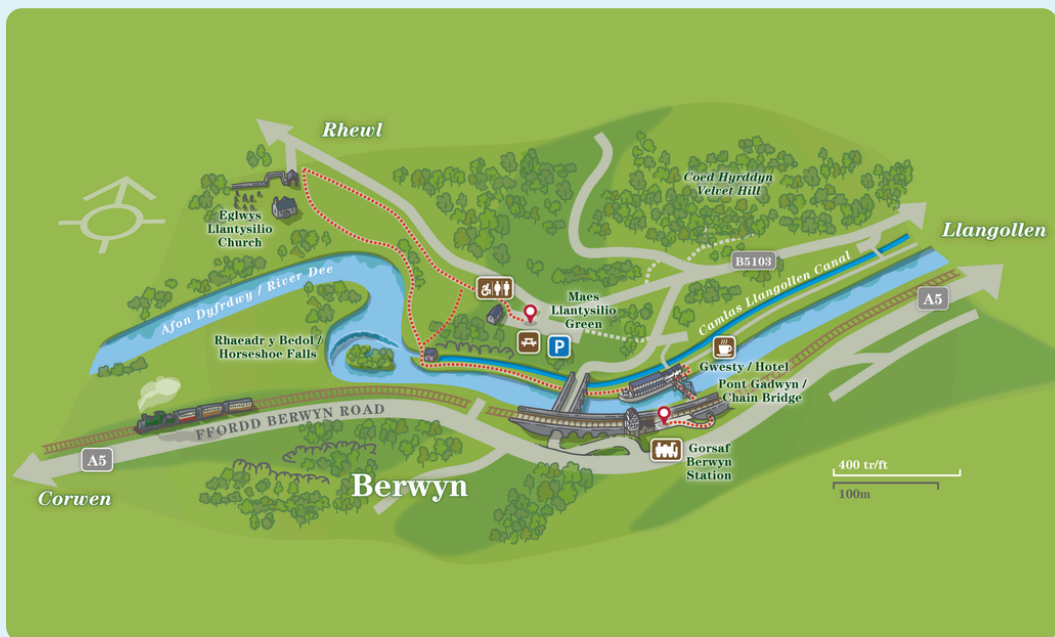 Rhewl
Coed Hyrddyn
Velvet Hill
Eglwys
Llantysilio
Church
Llangollen
B5103
Afon Dyfrdwy / River Dee
Camlas Llangollen Canal
A5
Maes
Llantysilio
Green
Rhaeadr y Bedol /
Horseshoe Falls
P
Gwesty / Hotel
Pont Gadwyn /
Chain Bridge
FFORDD BERWYN ROAD
Gorsaf
Berwyn
Station
A5
Corwen
Berwyn
400 tr/ft
100m